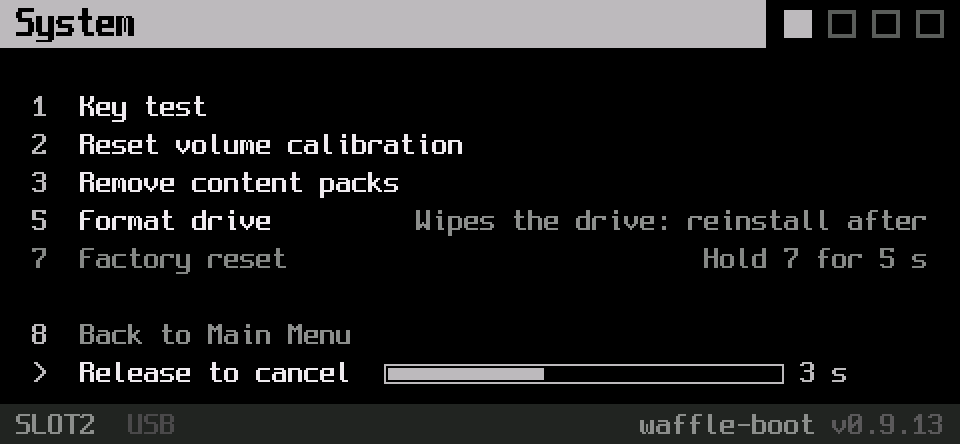 System
1 Key test
2 Reset volume calibration
3 Remove content packs
5 Format drive Wipes the drive: reinstall after
7 Factory reset Hold 7 for 5 s
8 Back to Main Menu
> Release to cancel 3 s
SLOT2 USB waffle-boot v0.9.13